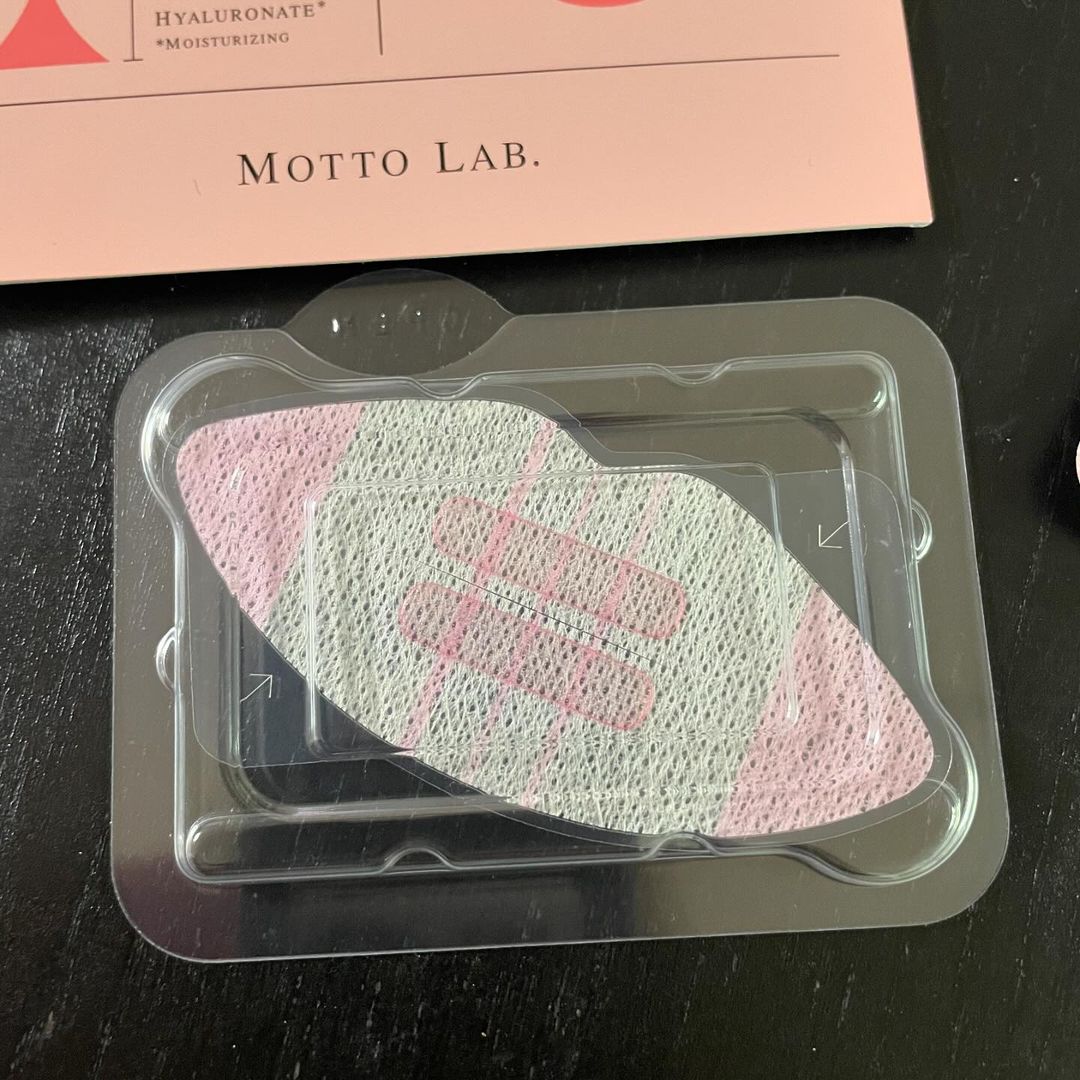 HYALURONATE*
*MOISTURIZING
MOTTO LAB.